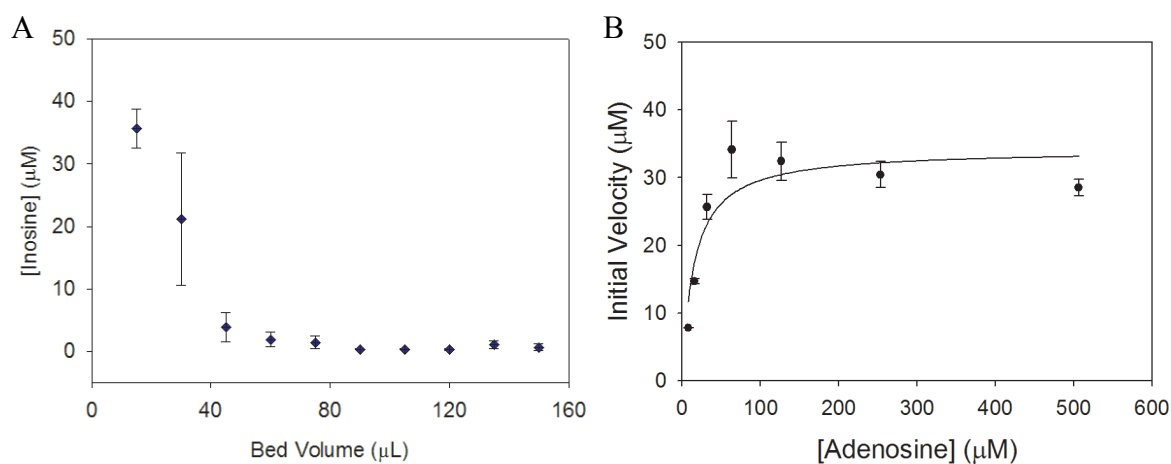 A
50
40
30
20
10
0
[Inosine] (μM)
0 40 80 120 160
Bed Volume (μL)
B
50
40
30
20
10
0
Initial Velocity (μM)
0 100 200 300 400 500 600
[Adenosine] (μM)